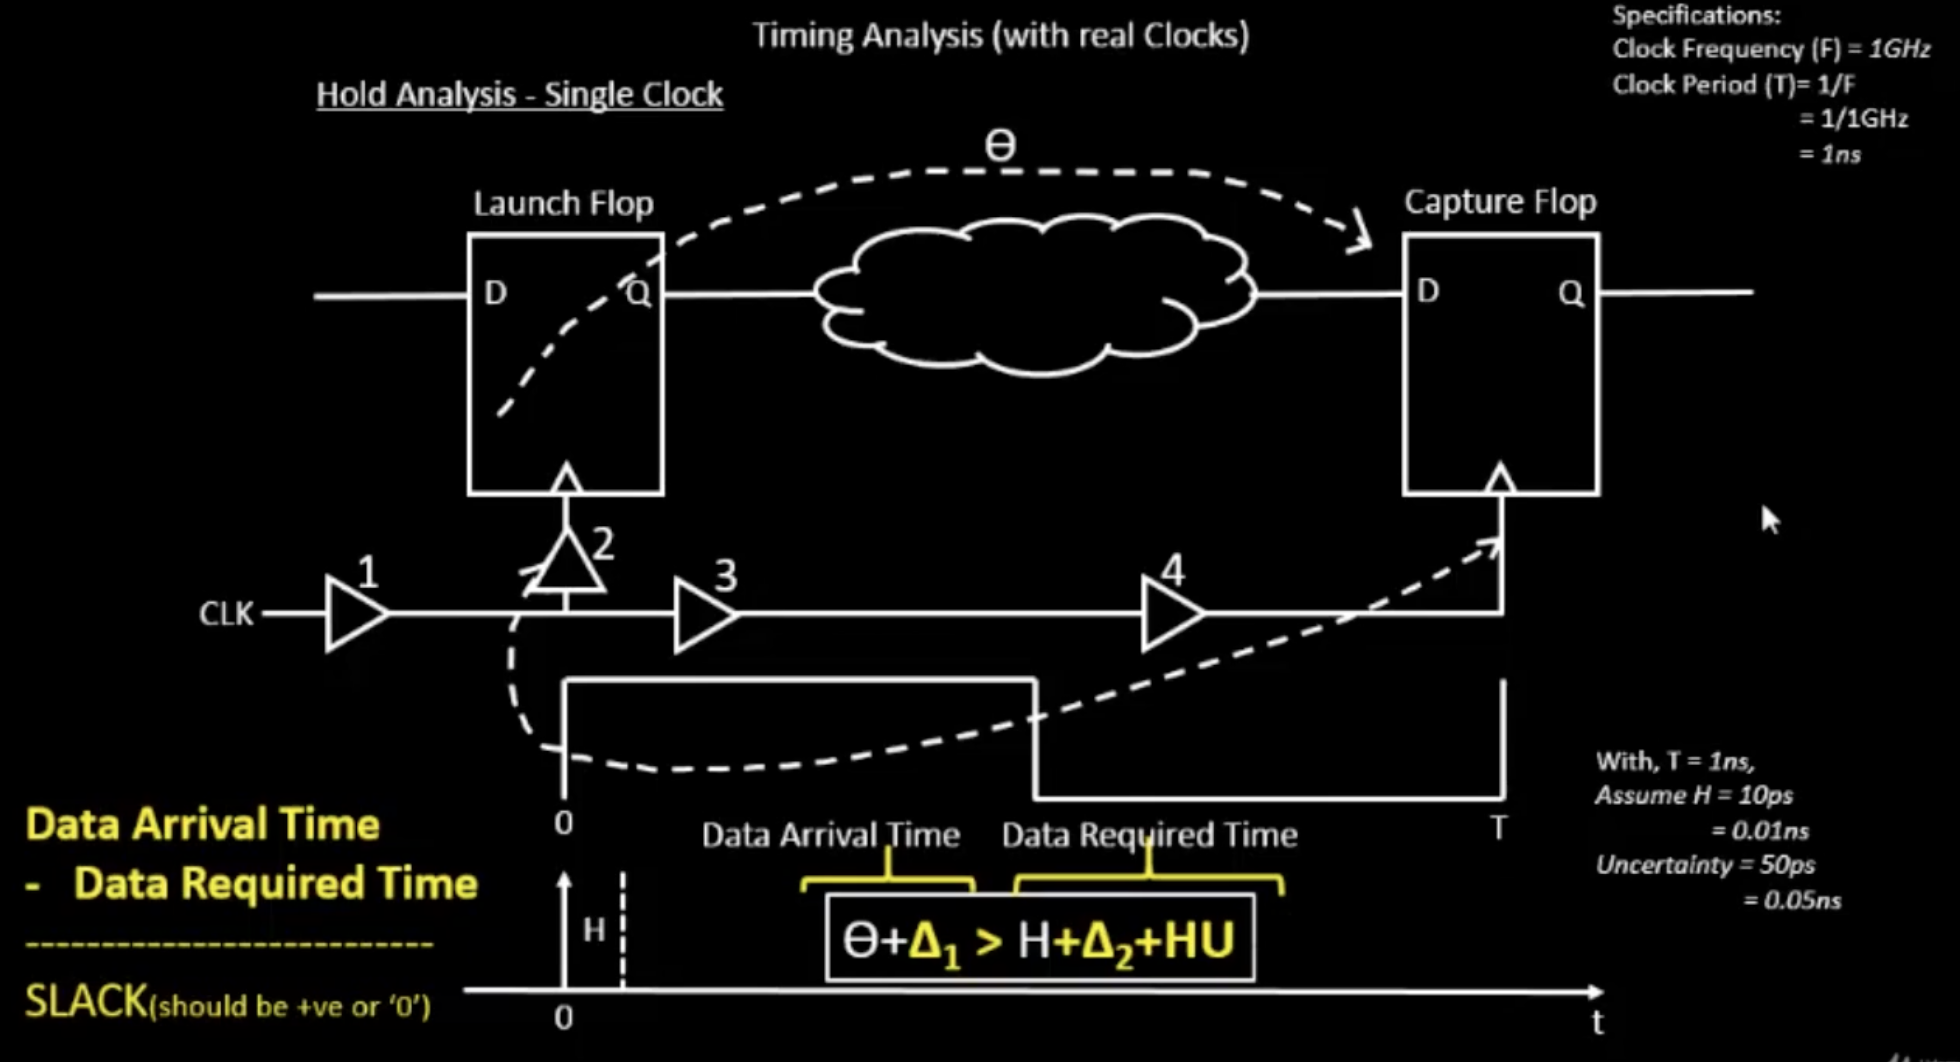 Timing Analysis (with real Clocks)
Specifications:
Clock Frequency (F) = 1GHz
Clock Period (T)= 1/F
= 1/1GHz
= 1ns
Hold Analysis - Single Clock
Θ
Launch Flop
Capture Flop
D
Q
D
Q
2
1
3
4
CLK
With, T = 1ns,
Assume H = 10ps
= 0.01ns
Uncertainty = 50ps
= 0.05ns
0
T
Data Arrival Time
Data Required Time
Data Arrival Time
- Data Required Time
---------------------------
SLACK(should be +ve or ‘0’)
H
Θ+Δ₁ > H+Δ₂+HU
0
t